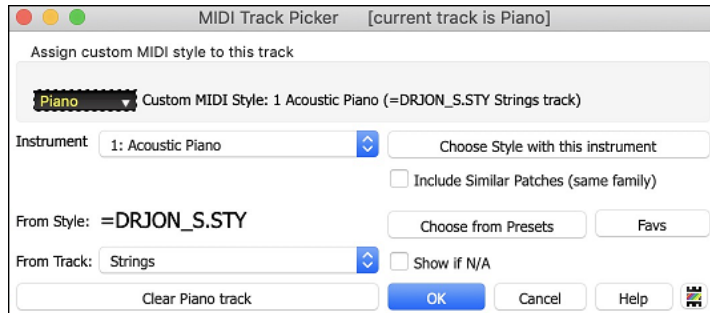 MIDI Track Picker [current track is Piano]
Assign custom MIDI style to this track
Piano Custom MIDI Style: 1 Acoustic Piano (=DRJON_S.STY Strings track)
Instrument 1: Acoustic Piano Choose Style with this instrument
Include Similar Patches (same family)
From Style: =DRJON_S.STY Choose from Presets Favs
From Track: Strings Show if N/A
Clear Piano track OK Cancel Help